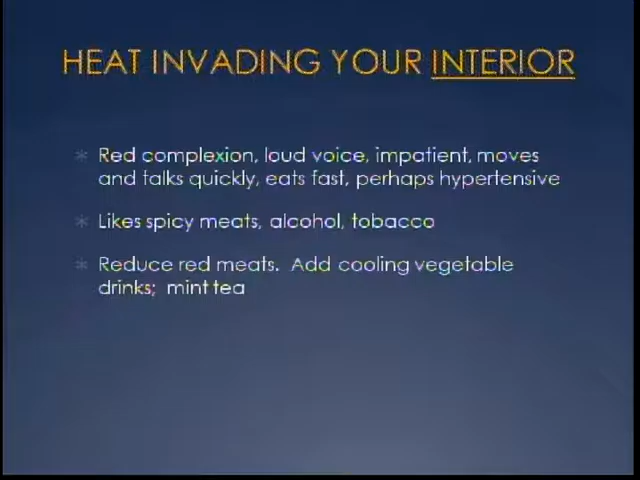 HEAT INVADING YOUR INTERIOR
* Red complexion, loud voice, impatient, moves
and talks quickly, eats fast, perhaps hypertensive
* Likes spicy meats, alcohol, tobacco
* Reduce red meats. Add cooling vegetable
drinks; mint tea